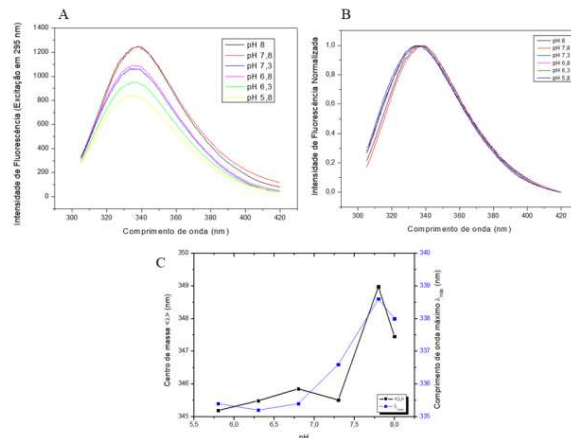 A
Intensidade de Fluorescência (Excitação em 295 nm)
1400
1200
1000
800
600
400
200
0
300
320
340
360
380
400
420
Comprimento de onda (nm)
pH 8
pH 7,8
pH 7,3
pH 6,8
pH 6,3
pH 5,8
B
Intensidade de Fluorescência Normalizada
1,0
0,8
0,6
0,4
0,2
0,0
300
320
340
360
380
400
420
Comprimento de onda (nm)
pH 8
pH 7,8
pH 7,3
pH 6,8
pH 6,3
pH 5,8
C
Centro de massa <λ> (nm)
350
349
348
347
346
345
5,5
6,0
6,5
7,0
7,5
8,0
pH
340
339
338
337
336
335
Comprimento de onda máximo
(nm)
<λ>